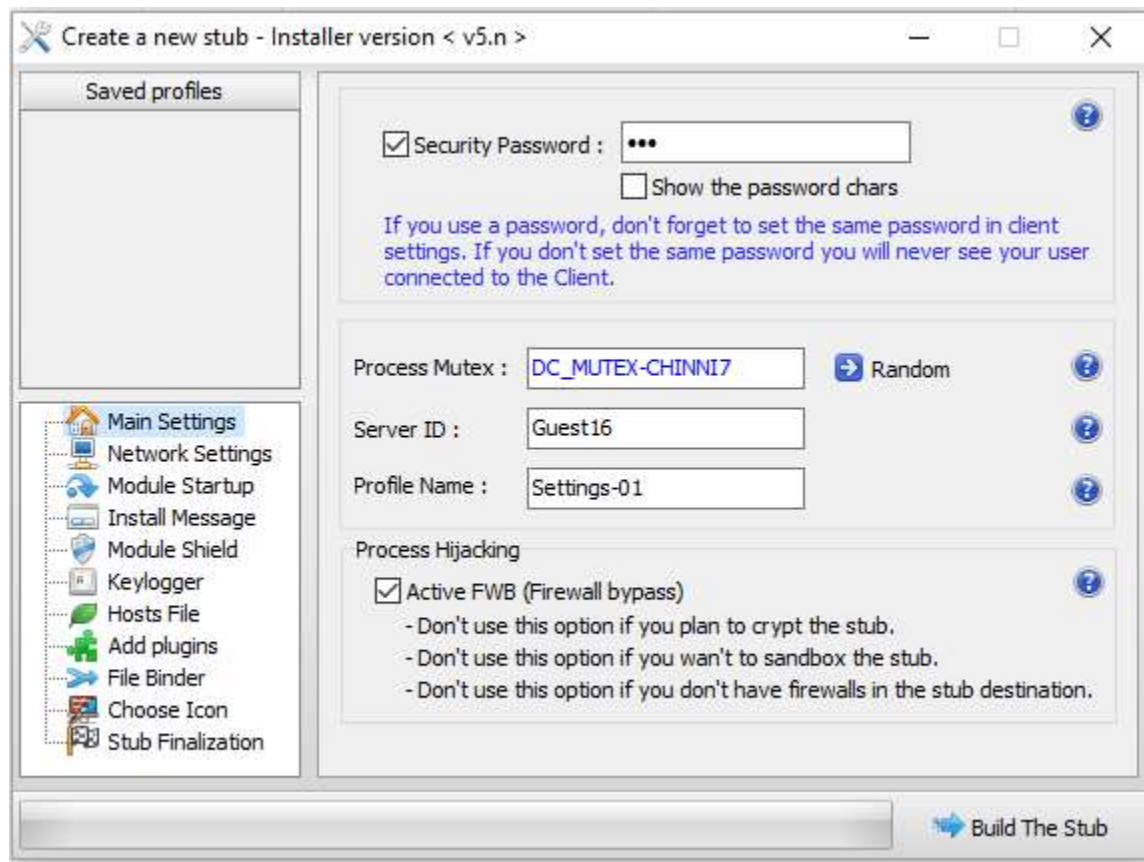 Create a new stub - Installer version < v5.n >
Saved profiles
Security Password :
•••
Show the password chars
If you use a password, don't forget to set the same password in client
settings. If you don't set the same password you will never see your user
connected to the Client.
Process Mutex :
DC_MUTEX-CHINNI7
Random
Server ID :
Guest16
Profile Name :
Settings-01
Process Hijacking
Active FWB (Firewall bypass)
- Don't use this option if you plan to crypt the stub.
- Don't use this option if you wan't to sandbox the stub.
- Don't use this option if you don't have firewalls in the stub destination.
Main Settings
Network Settings
Module Startup
Install Message
Module Shield
Keylogger
Hosts File
Add plugins
File Binder
Choose Icon
Stub Finalization
Build The Stub